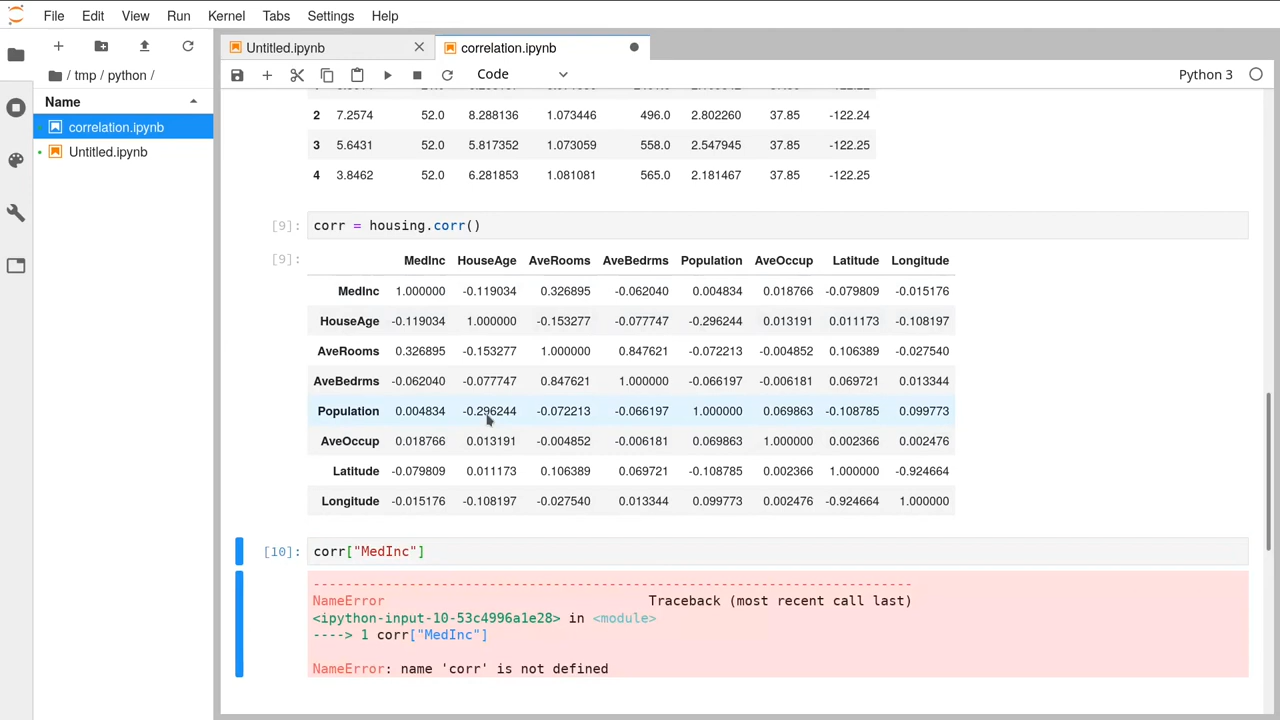 File Edit View Run Kernel Tabs Settings Help
Untitled.ipynb
correlation.ipynb
/ tmp / python /
Code
Python 3
Name
correlation.ipynb
Untitled.ipynb
2 7.2574 52.0 8.288136 1.073446 496.0 2.802260 37.85 -122.24
3 5.6431 52.0 5.817352 1.073059 558.0 2.547945 37.85 -122.25
4 3.8462 52.0 6.281853 1.081081 565.0 2.181467 37.85 -122.25
[9]: corr = housing.corr()
[9]: MedInc HouseAge AveRooms AveBedrms Population AveOccup Latitude Longitude
MedInc 1.000000 -0.119034 0.326895 -0.062040 0.004834 0.018766 -0.079809 -0.015176
HouseAge -0.119034 1.000000 -0.153277 -0.077747 -0.296244 0.013191 0.011173 -0.108197
AveRooms 0.326895 -0.153277 1.000000 0.847621 -0.072213 -0.004852 0.106389 -0.027540
AveBedrms -0.062040 -0.077747 0.847621 1.000000 -0.066197 -0.006181 0.069721 0.013344
Population 0.004834 -0.296244 -0.072213 -0.066197 1.000000 0.069863 -0.108785 0.099773
AveOccup 0.018766 0.013191 -0.004852 -0.006181 0.069863 1.000000 0.002366 0.002476
Latitude -0.079809 0.011173 0.106389 0.069721 -0.108785 0.002366 1.000000 -0.924664
Longitude -0.015176 -0.108197 -0.027540 0.013344 0.099773 0.002476 -0.924664 1.000000
[10]: corr["MedInc"]
---------------------------------------------------------------------------
NameError Traceback (most recent call last)
<ipython-input-10-53c4996a1e28> in <module>
----> 1 corr["MedInc"]
NameError: name 'corr' is not defined